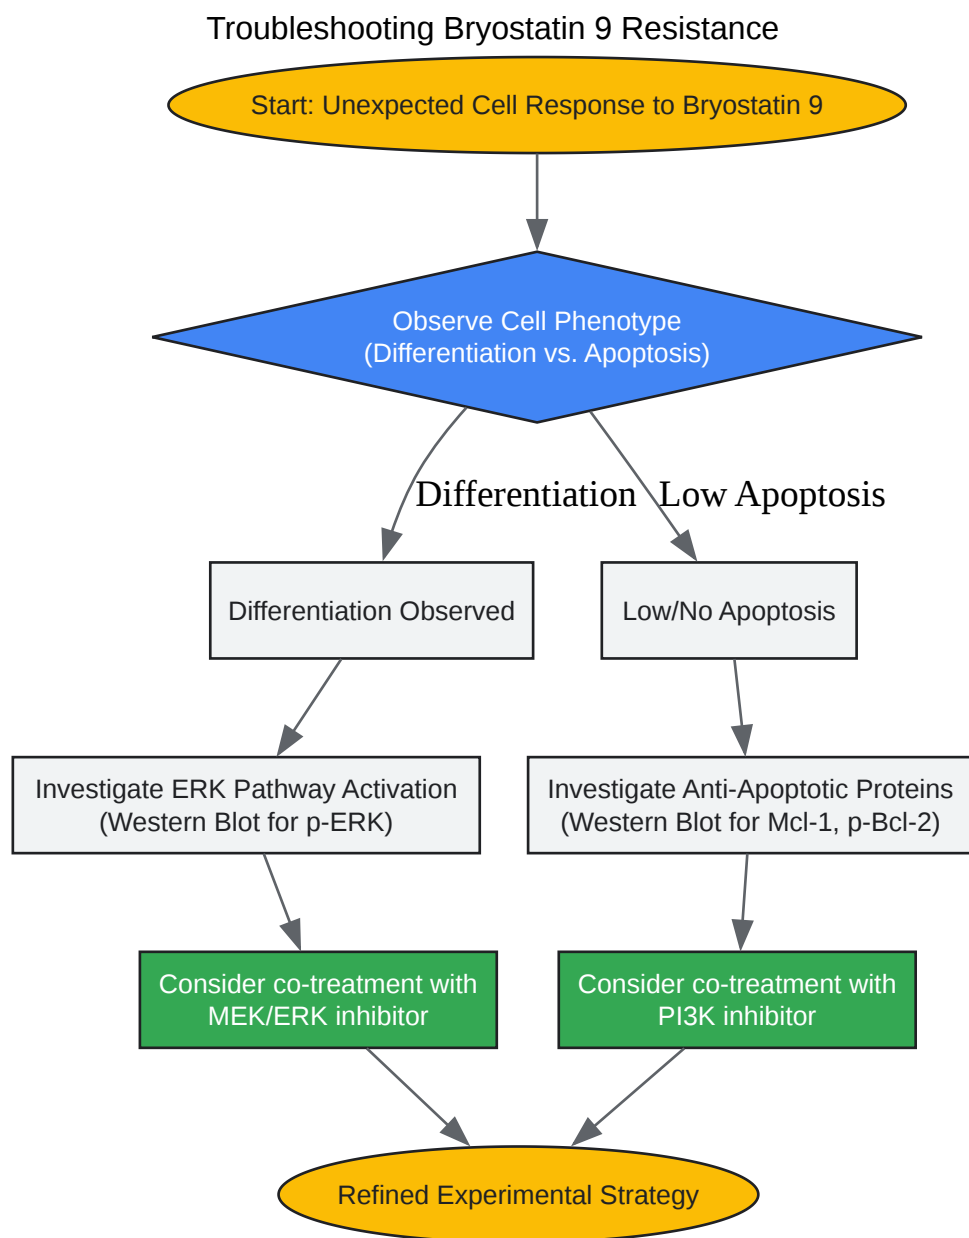 Troubleshooting Bryostatin 9 Resistance
Start: Unexpected Cell Response to Bryostatin 9
Observe Cell Phenotype
(Differentiation vs. Apoptosis)
Differentiation
Low Apoptosis
Differentiation Observed
Low/No Apoptosis
Investigate ERK Pathway Activation
(Western Blot for p-ERK)
Investigate Anti-Apoptotic Proteins
(Western Blot for Mcl-1, p-Bcl-2)
Consider co-treatment with
MEK/ERK inhibitor
Consider co-treatment with
PI3K inhibitor
Refined Experimental Strategy